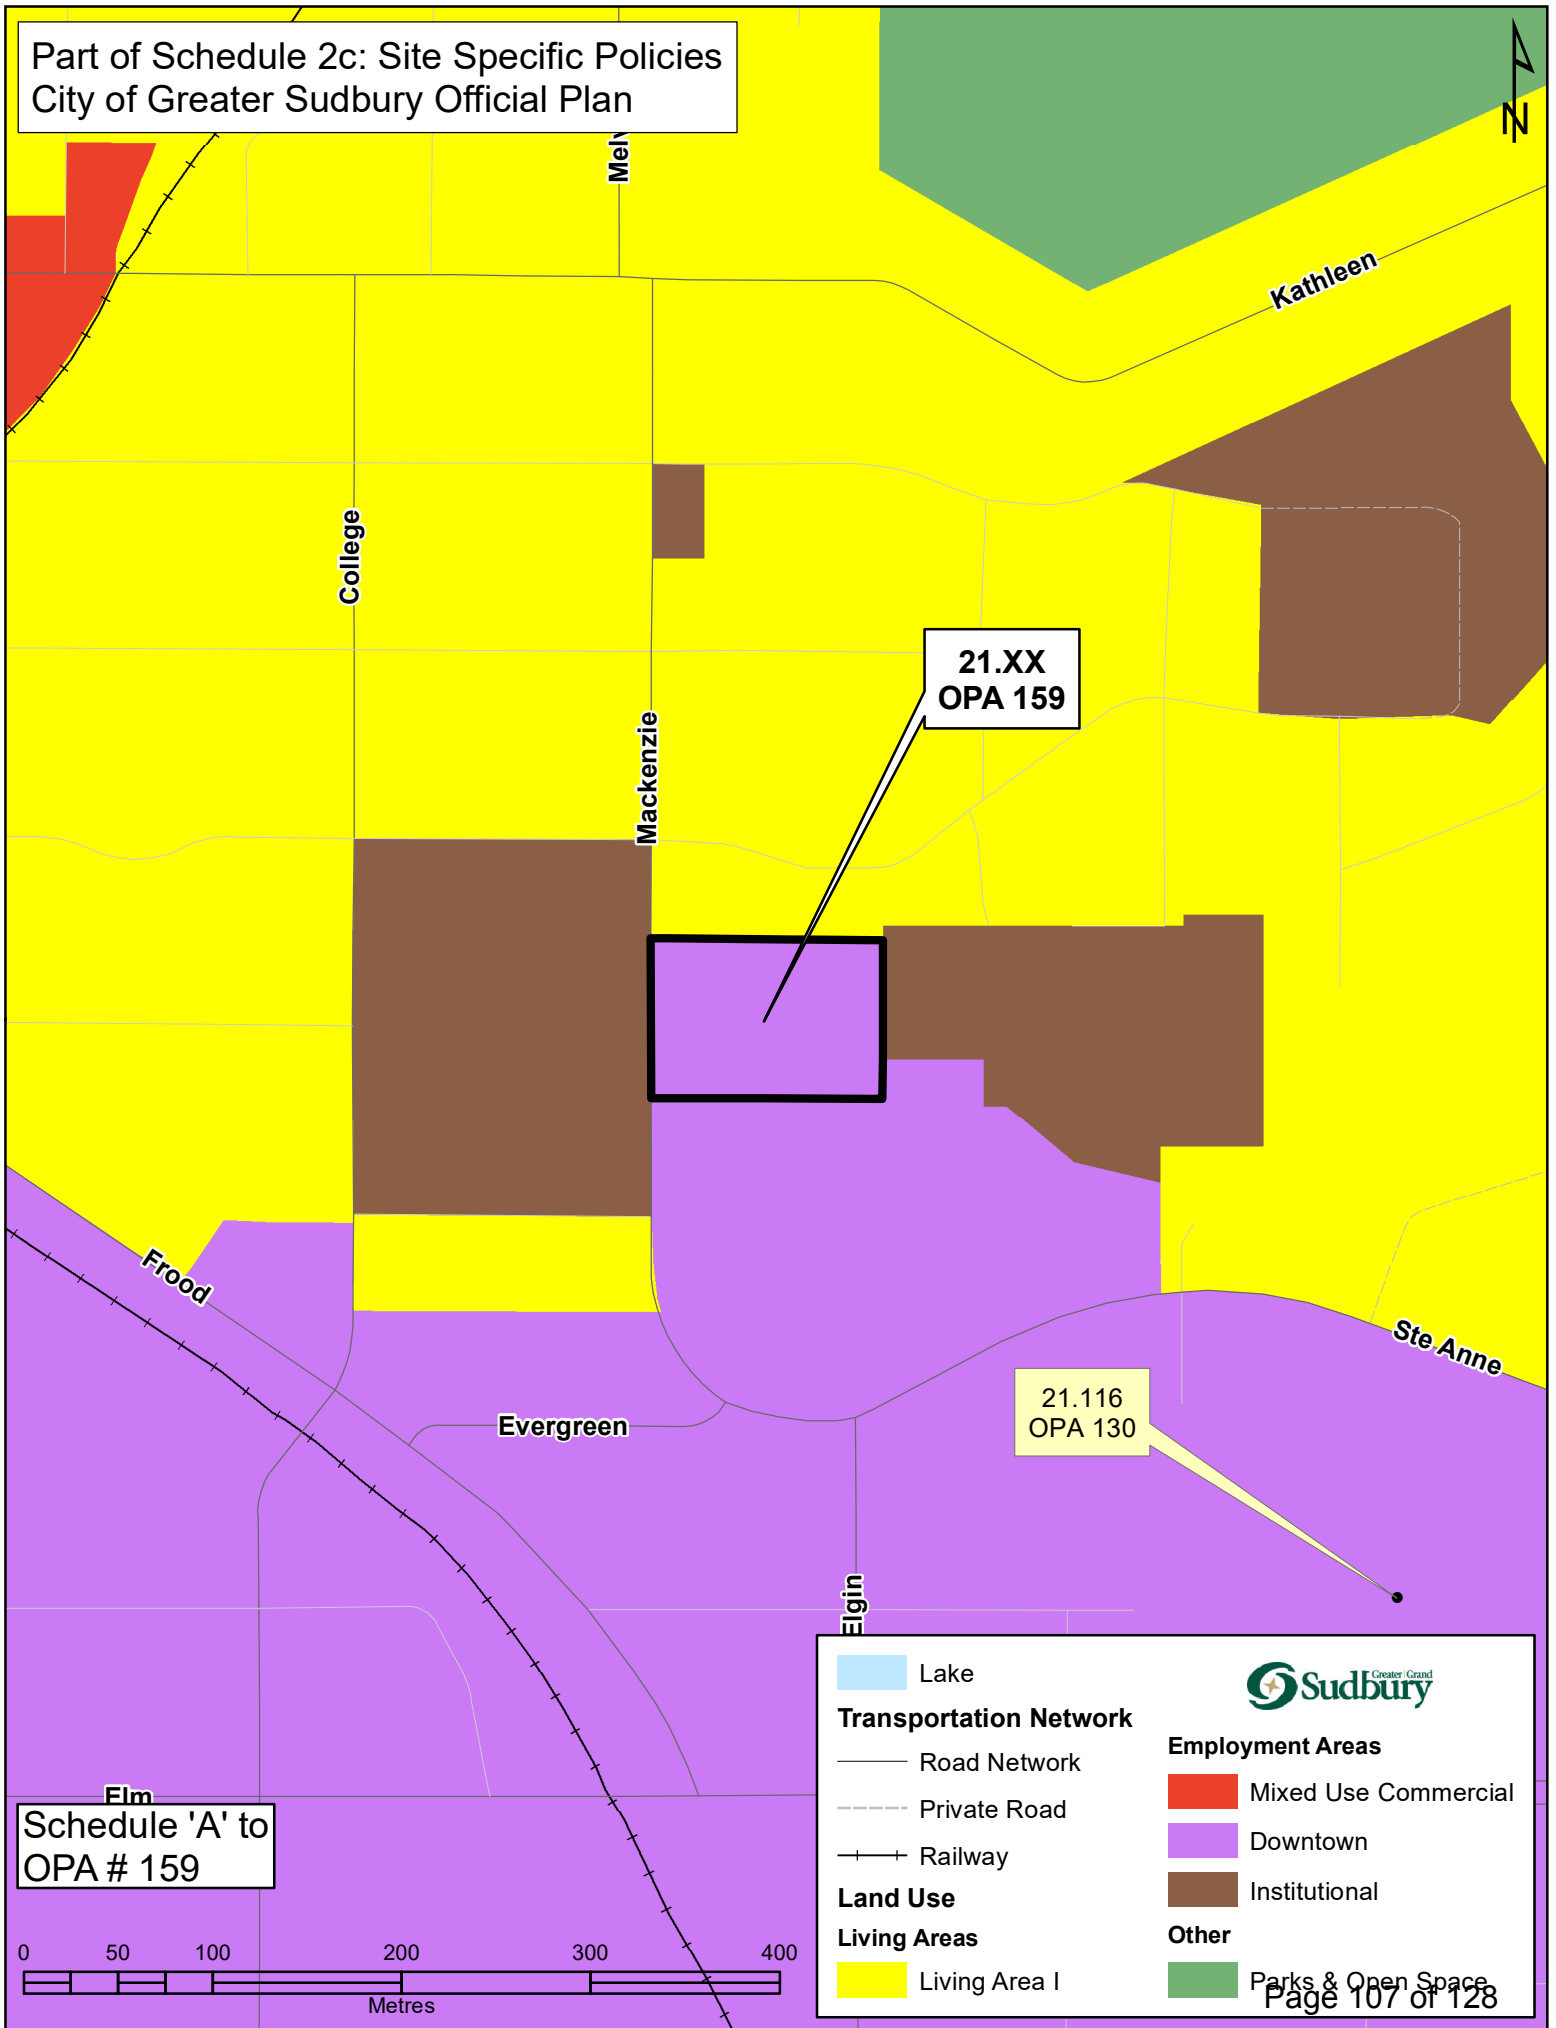 Part of Schedule 2c: Site Specific Policies
City of Greater Sudbury Official Plan
N
Kathleen
College
21.XX
OPA 159
Mackenzie
Frood
Ste Anne
21.116
OPA 130
Evergreen
Elgin
Elm
Schedule 'A' to
OPA # 159
0 50 100 200 300 400
Metres
Lake
Transportation Network
Road Network
Private Road
Railway
Land Use
Living Areas
Living Area I
Greater | Grand
Sudbury
Employment Areas
Mixed Use Commercial
Downtown
Institutional
Other
Parks & Open Space
Page 107 of 128